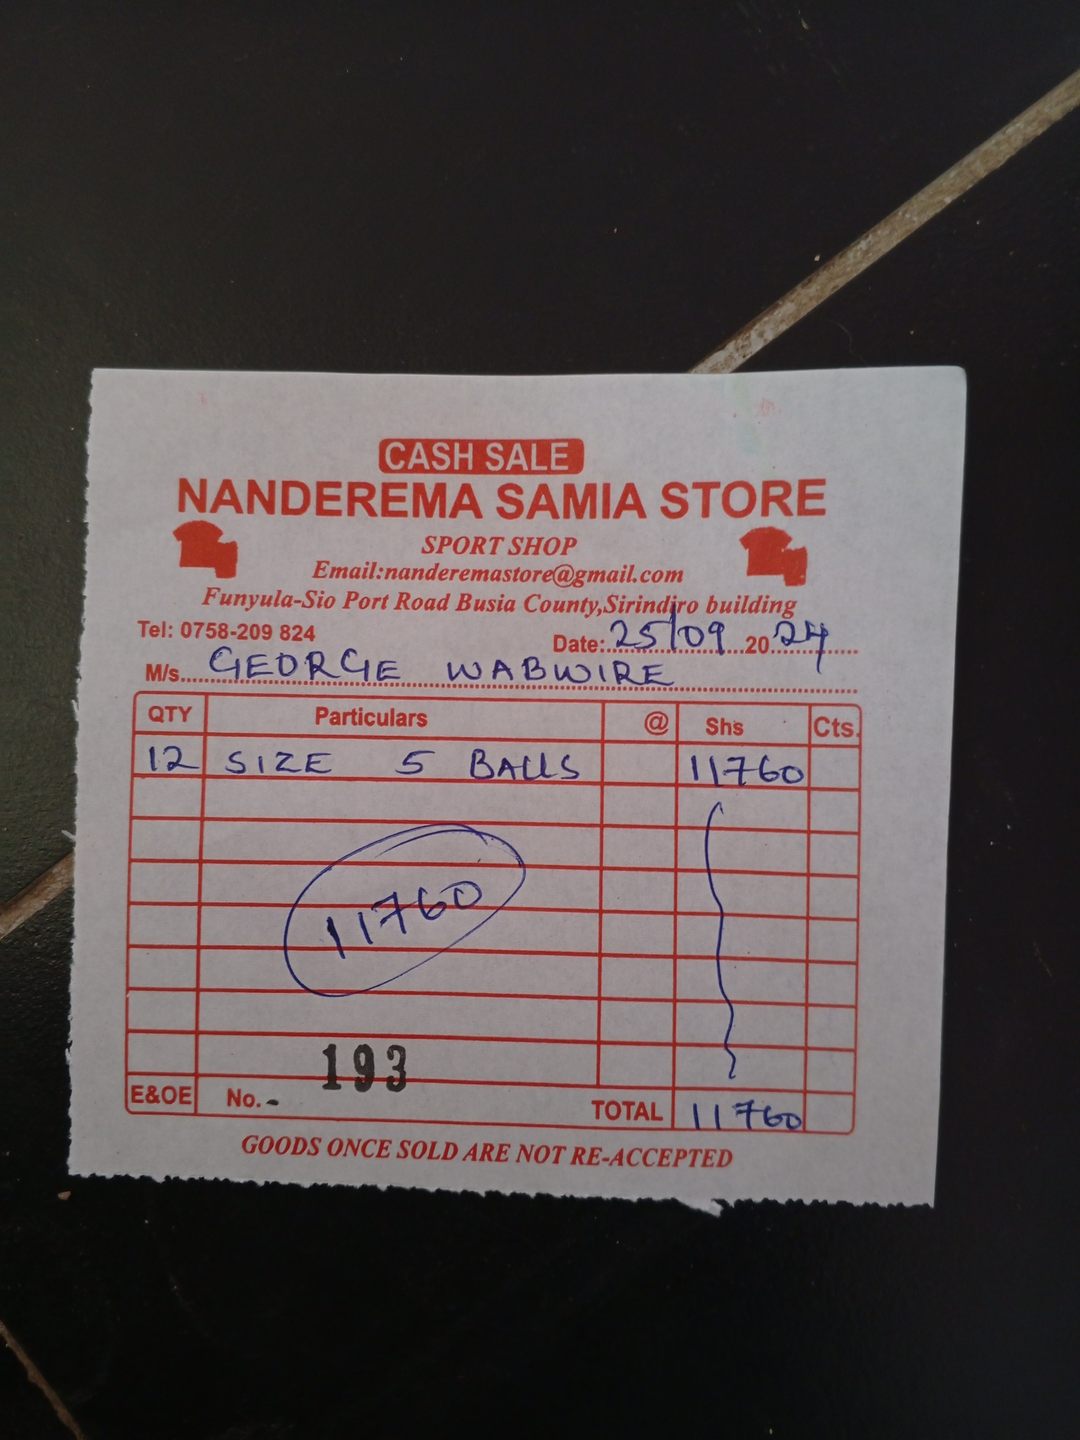 CASH SALE
NANDEREMA SAMIA STORE
SPORT SHOP
Email:nanderemastore@gmail.com
Funyula-Sio Port Road Busia County,Sirindiro building
Tel: 0758-209 824 Date: 25/09 2024
M/s. GEORGE WABWIRE
QTY Particulars @ Shs Cts.
12 SIZE 5 BALLS 11760
11760
193
E&OE No.- TOTAL 11760
GOODS ONCE SOLD ARE NOT RE-ACCEPTED